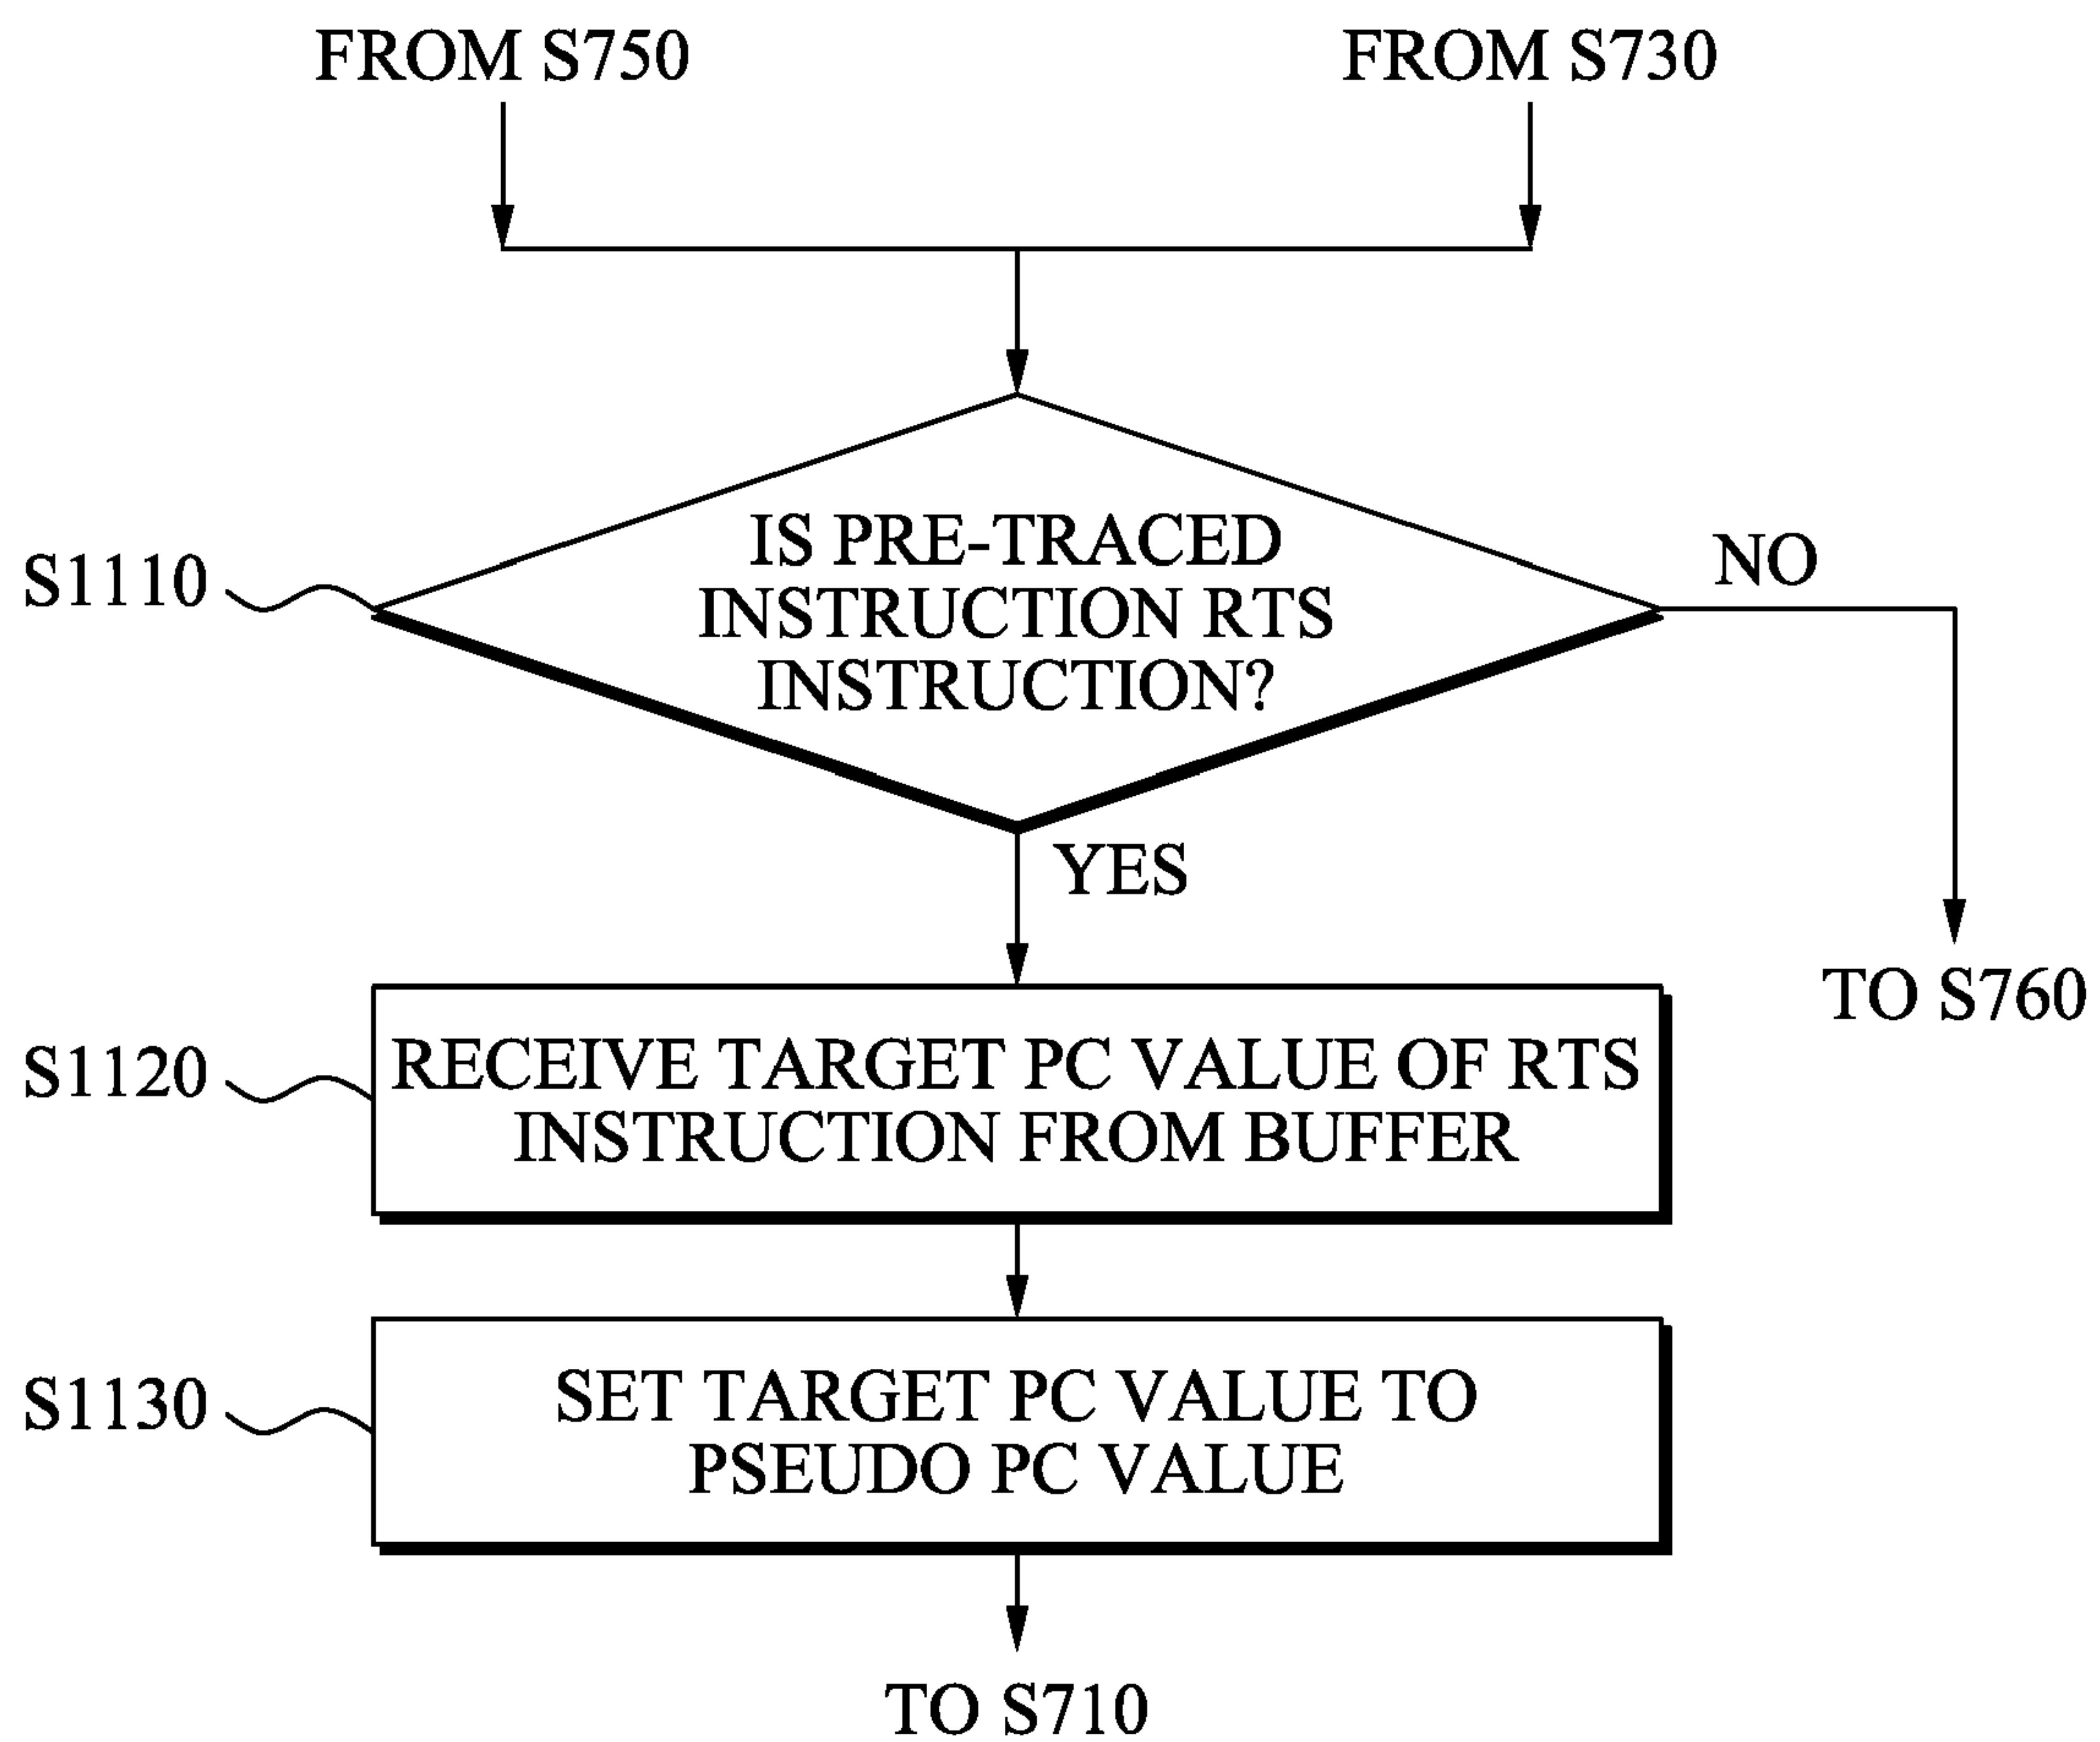 FROM S750
FROM S730
S1110
IS PRE-TRACED
INSTRUCTION RTS
INSTRUCTION?
NO
YES
TO S760
S1120
RECEIVE TARGET PC VALUE OF RTS
INSTRUCTION FROM BUFFER
S1130
SET TARGET PC VALUE TO
PSEUDO PC VALUE
TO S710